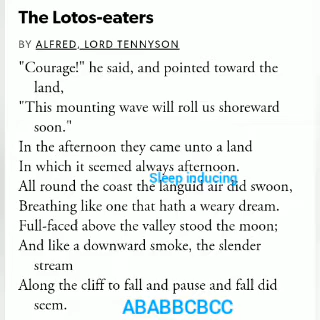 The Lotos-eaters
BY ALFRED, LORD TENNYSON
"Courage!" he said, and pointed toward the
land,
"This mounting wave will roll us shoreward
soon."
In the afternoon they came unto a land
In which it seemed always afternoon.
Sleep inducing
All round the coast the languid air did swoon,
Breathing like one that hath a weary dream.
Full-faced above the valley stood the moon;
And like a downward smoke, the slender
stream
Along the cliff to fall and pause and fall did
seem.
ABABBCBCC